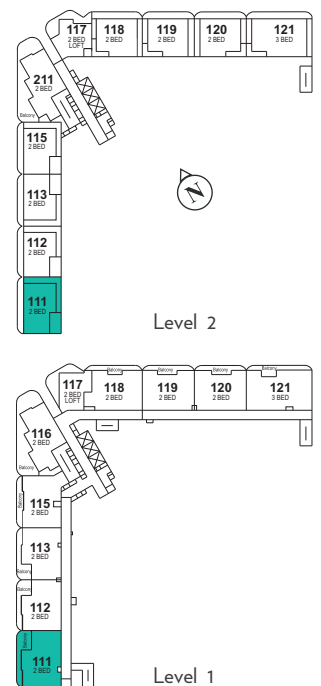 117
2 BED
LOFT
118
2 BED
119
2 BED
120
2 BED
121
3 BED
211
2 BED
Balcony
115
2 BED
113
2 BED
112
2 BED
111
2 BED
N
Level 2
117
2 BED
LOFT
Balcony
118
2 BED
Balcony
119
2 BED
Balcony
120
2 BED
Balcony
121
3 BED
116
2 BED
Balcony
Balcony
115
2 BED
113
2 BED
Balcony
Balcony
112
2 BED
Balcony
111
2 BED
Level 1